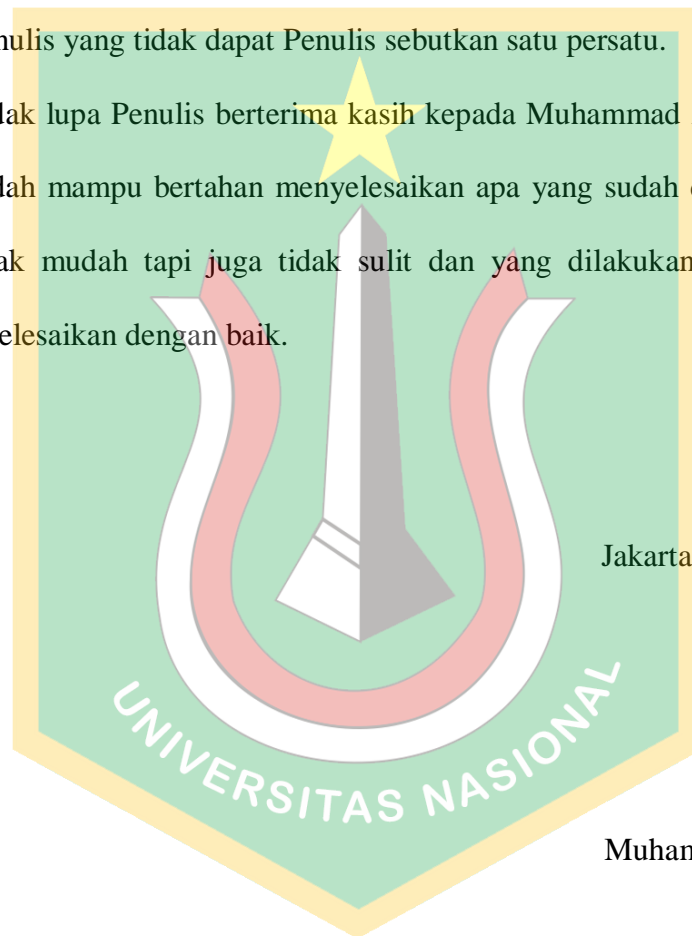 nulis yang tidak dapat Penulis sebutkan satu persatu.
dak lupa Penulis berterima kasih kepada Muhammad
dah mampu bertahan menyelesaikan apa yang sudah
ak mudah tapi juga tidak sulit dan yang dilakukan
elesaikan dengan baik.
Jakarta
UNIVERSITAS NASIONAL
Muham